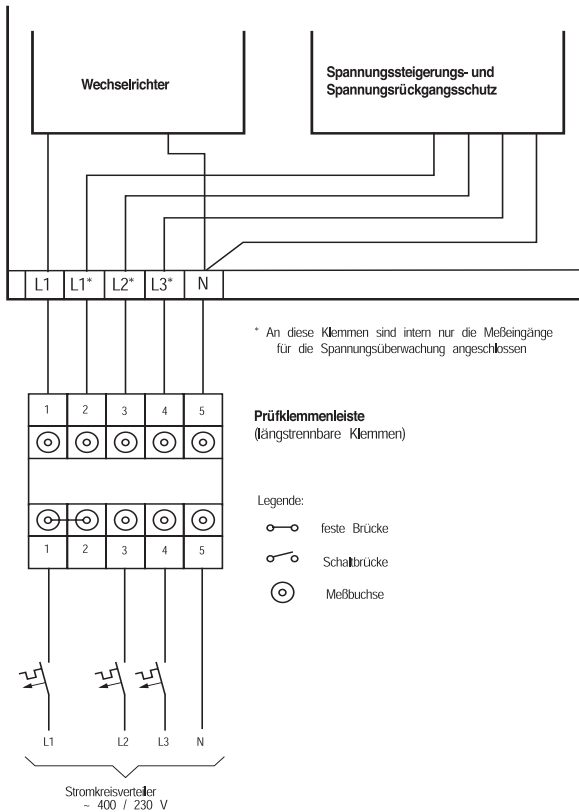 Wechselrichter
Spannungssteigerungs- und
Spannungsrückgangsschutz
L1 L1* L2* L3* N
* An diese Klemmen sind intern nur die Meßeingänge
für die Spannungsüberwachung angeschlossen
1 2 3 4 5
Prüfklemmenleiste
(längstrennbare Klemmen)
Legende:
feste Brücke
Schaltbrücke
Meßbuchse
1 2 3 4 5
L1 L2 L3 N
Stromkreisverteiler
~ 400 / 230 V